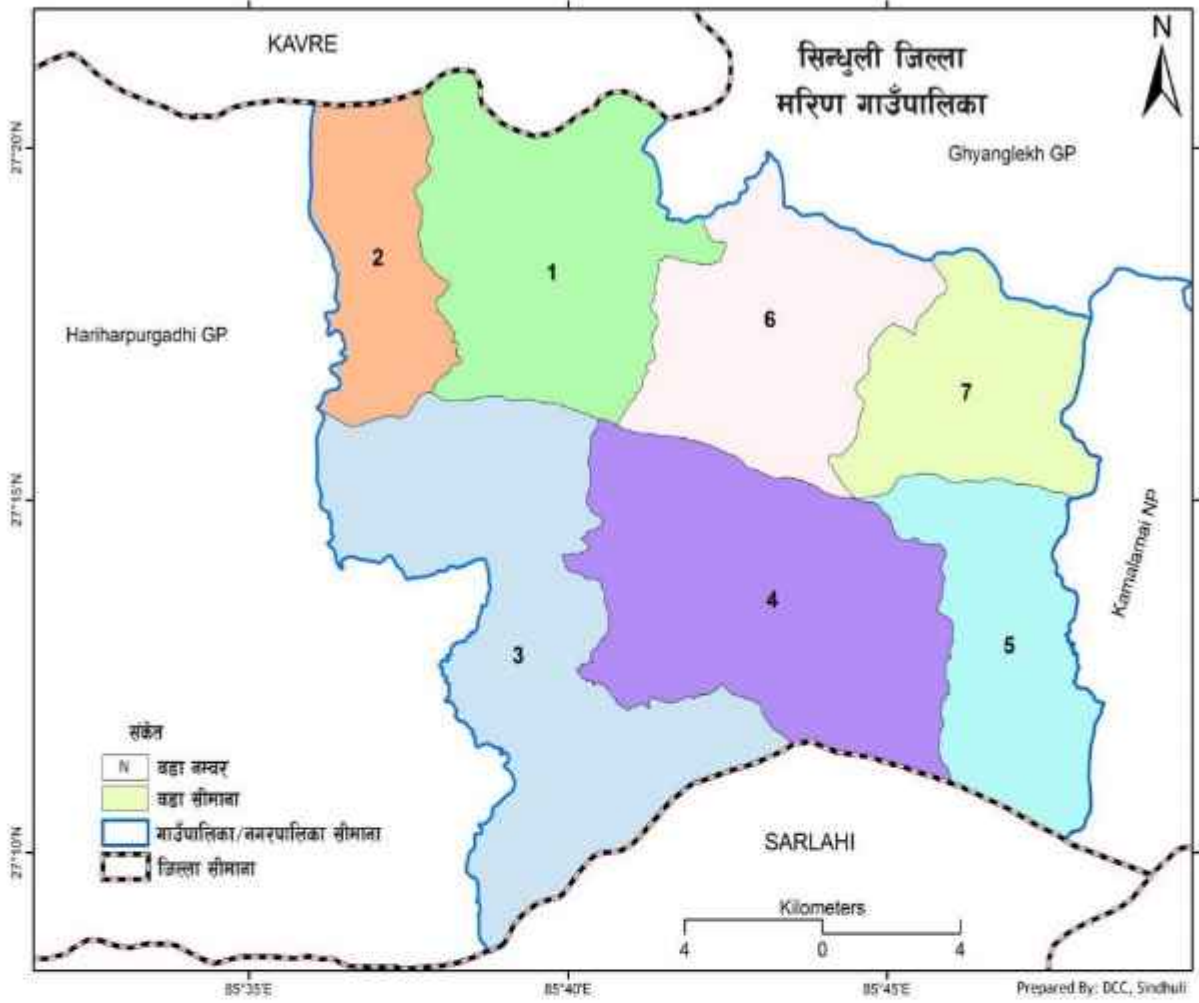 KAVRE
सिन्धुली जिल्ला
मरिण गाउँपालिका
N
Ghyanglekh GP
27°20'N
2
1
6
Hariharpurgadhi GP
7
27°15'N
Kamalamai NP
4
3
5
संकेत
N वडा नम्वर
वडा सीमाना
गाउँपालिका/नगरपालिका सीमाना
जिल्ला सीमाना
SARLAHI
27°10'N
Kilometers
4 0 4
85°35'E 85°40'E 85°45'E
Prepared By: DCC, Sindhuli